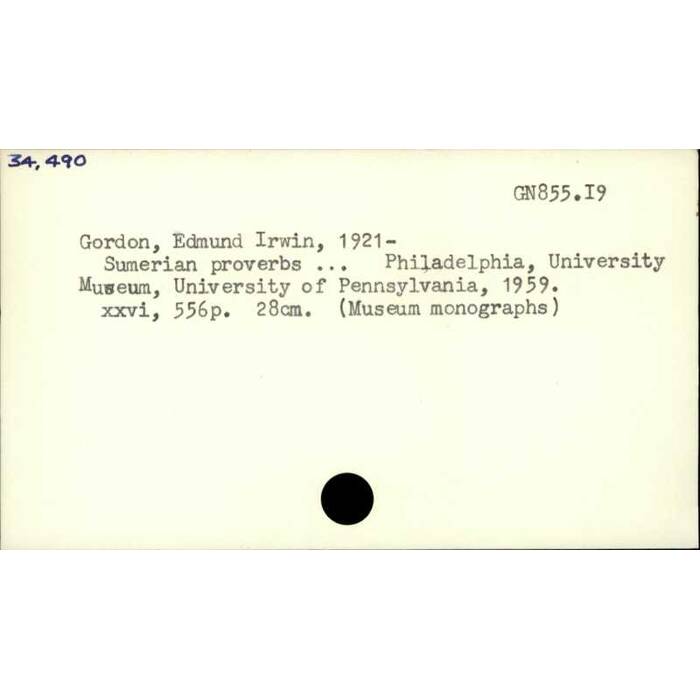 34,490
GN855.I9
Gordon, Edmund Irwin, 1921-
Sumerian proverbs ... Philadelphia, University
Museum, University of Pennsylvania, 1959.
xxvi, 556p. 28cm. (Museum monographs)